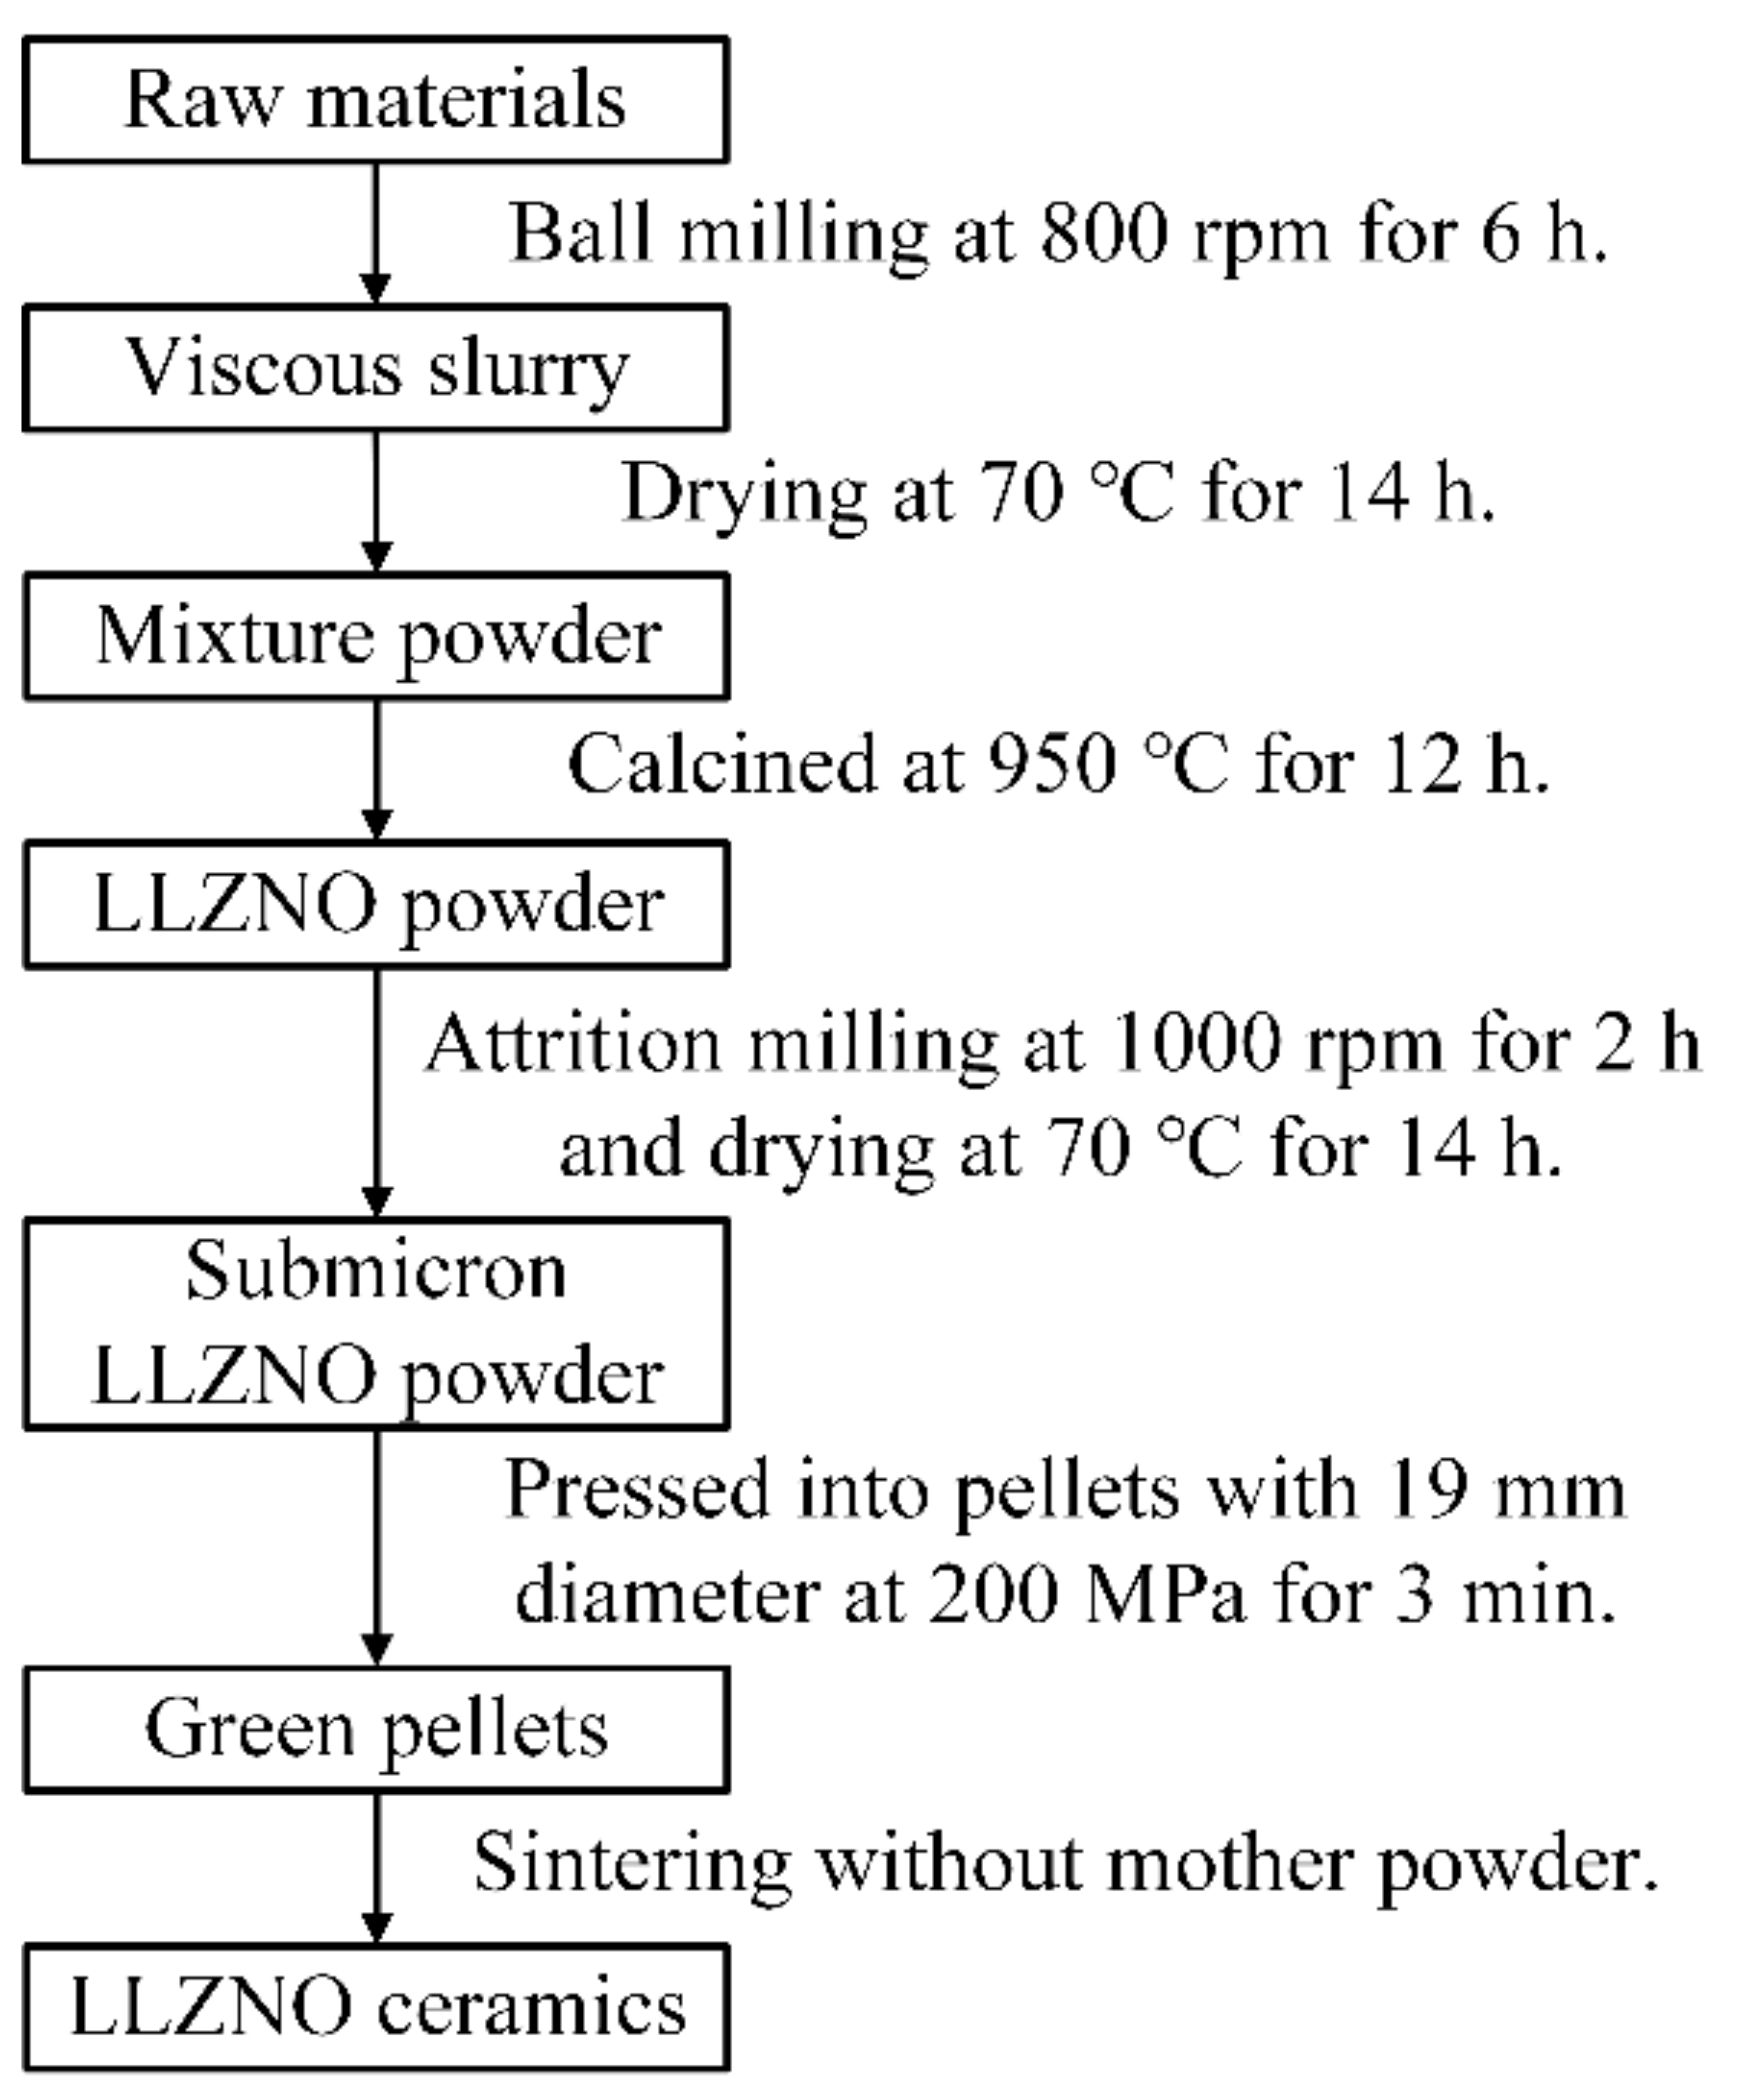 Raw materials
Ball milling at 800 rpm for 6 h.
Viscous slurry
Drying at 70 ℃ for 14 h.
Mixture powder
Calcined at 950 ℃ for 12 h.
LLZNO powder
Attrition milling at 1000 rpm for 2 h
and drying at 70 ℃ for 14 h.
Submicron
LLZNO powder
Pressed into pellets with 19 mm
diameter at 200 MPa for 3 min.
Green pellets
Sintering without mother powder.
LLZNO ceramics